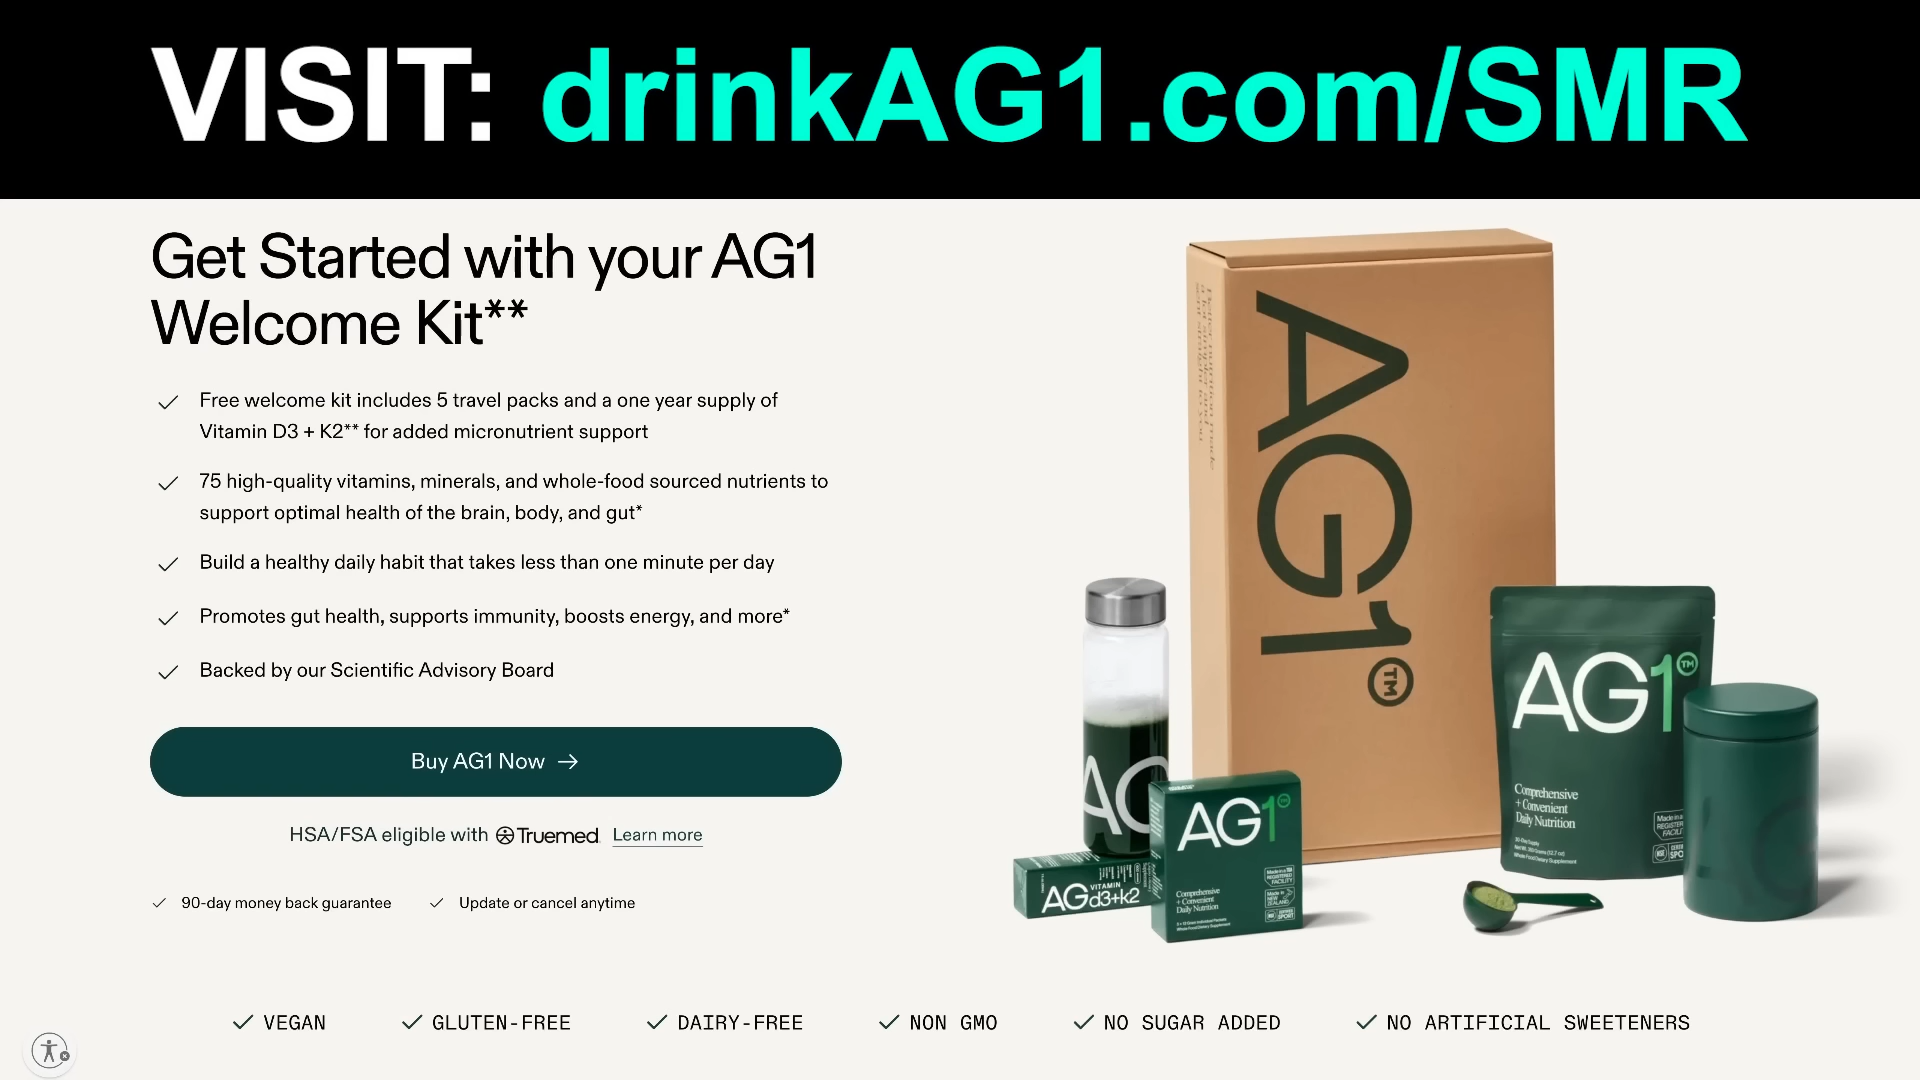 VISIT: drinkAG1.com/SMR
Get Started with your AG1
Welcome Kit**
Free welcome kit includes 5 travel packs and a one year supply of
Vitamin D3 + K2** for added micronutrient support
75 high-quality vitamins, minerals, and whole-food sourced nutrients to
support optimal health of the brain, body, and gut*
Build a healthy daily habit that takes less than one minute per day
Promotes gut health, supports immunity, boosts energy, and more*
Backed by our Scientific Advisory Board
Buy AG1 Now →
HSA/FSA eligible with Truemed Learn more
90-day money back guarantee Update or cancel anytime
AG1™
AG
AG VITAMIN d3+k2
AG1™
Comprehensive
+ Convenient
Daily Nutrition
AG1™
Comprehensive
+ Convenient
Daily Nutrition
VEGAN GLUTEN-FREE DAIRY-FREE NON GMO NO SUGAR ADDED NO ARTIFICIAL SWEETENERS